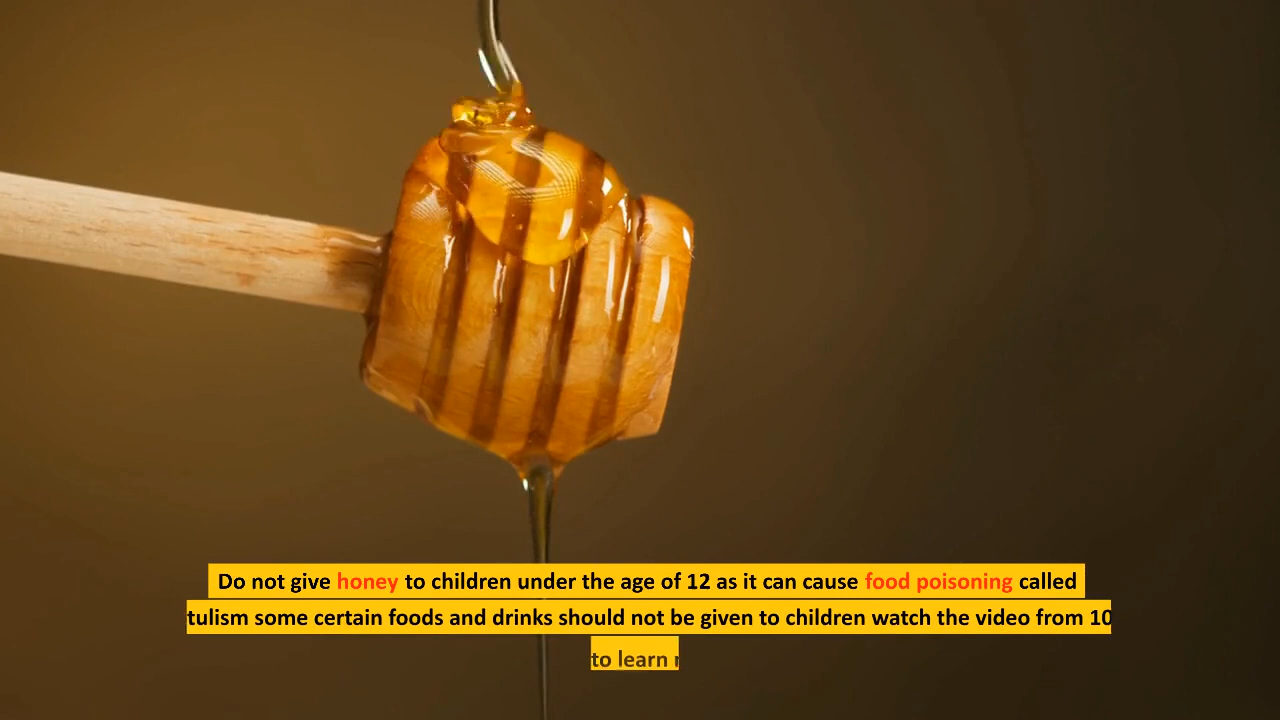 Do not give honey to children under the age of 12 as it can cause food poisoning called
tulism some certain foods and drinks should not be given to children watch the video from 10
to learn